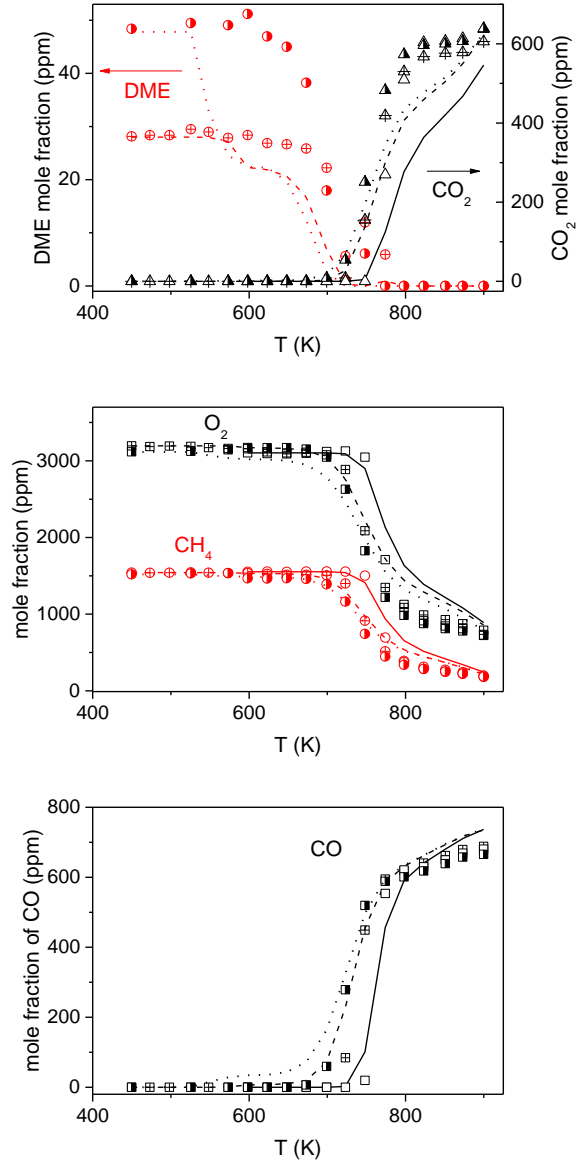 DME mole fraction (ppm)
40
20
0
DME
CO2
600
400
200
0
CO2 mole fraction (ppm)
400
600
800
T (K)
mole fraction (ppm)
3000
2000
1000
0
O2
CH4
400
600
800
T (K)
mole fraction of CO (ppm)
800
600
400
200
0
CO
400
600
800
T (K)